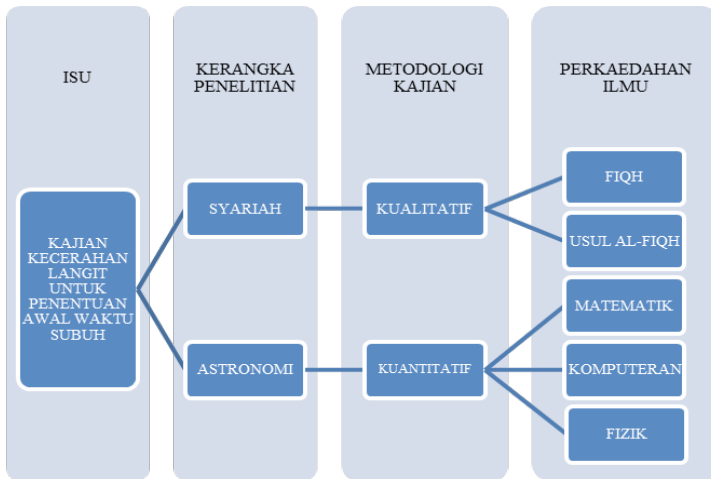 ISU
KERANGKA
PENELITIAN
METODOLOGI
KAJIAN
PERKAEDAHAN
ILMU
KAJIAN
KECERAHAN
LANGIT
UNTUK
PENENTUAN
AWAL WAKTU
SUBUH
SYARIAH
KUALITATIF
FIQH
USUL AL-FIQH
ASTRONOMI
KUANTITATIF
MATEMATIK
KOMPUTERAN
FIZIK